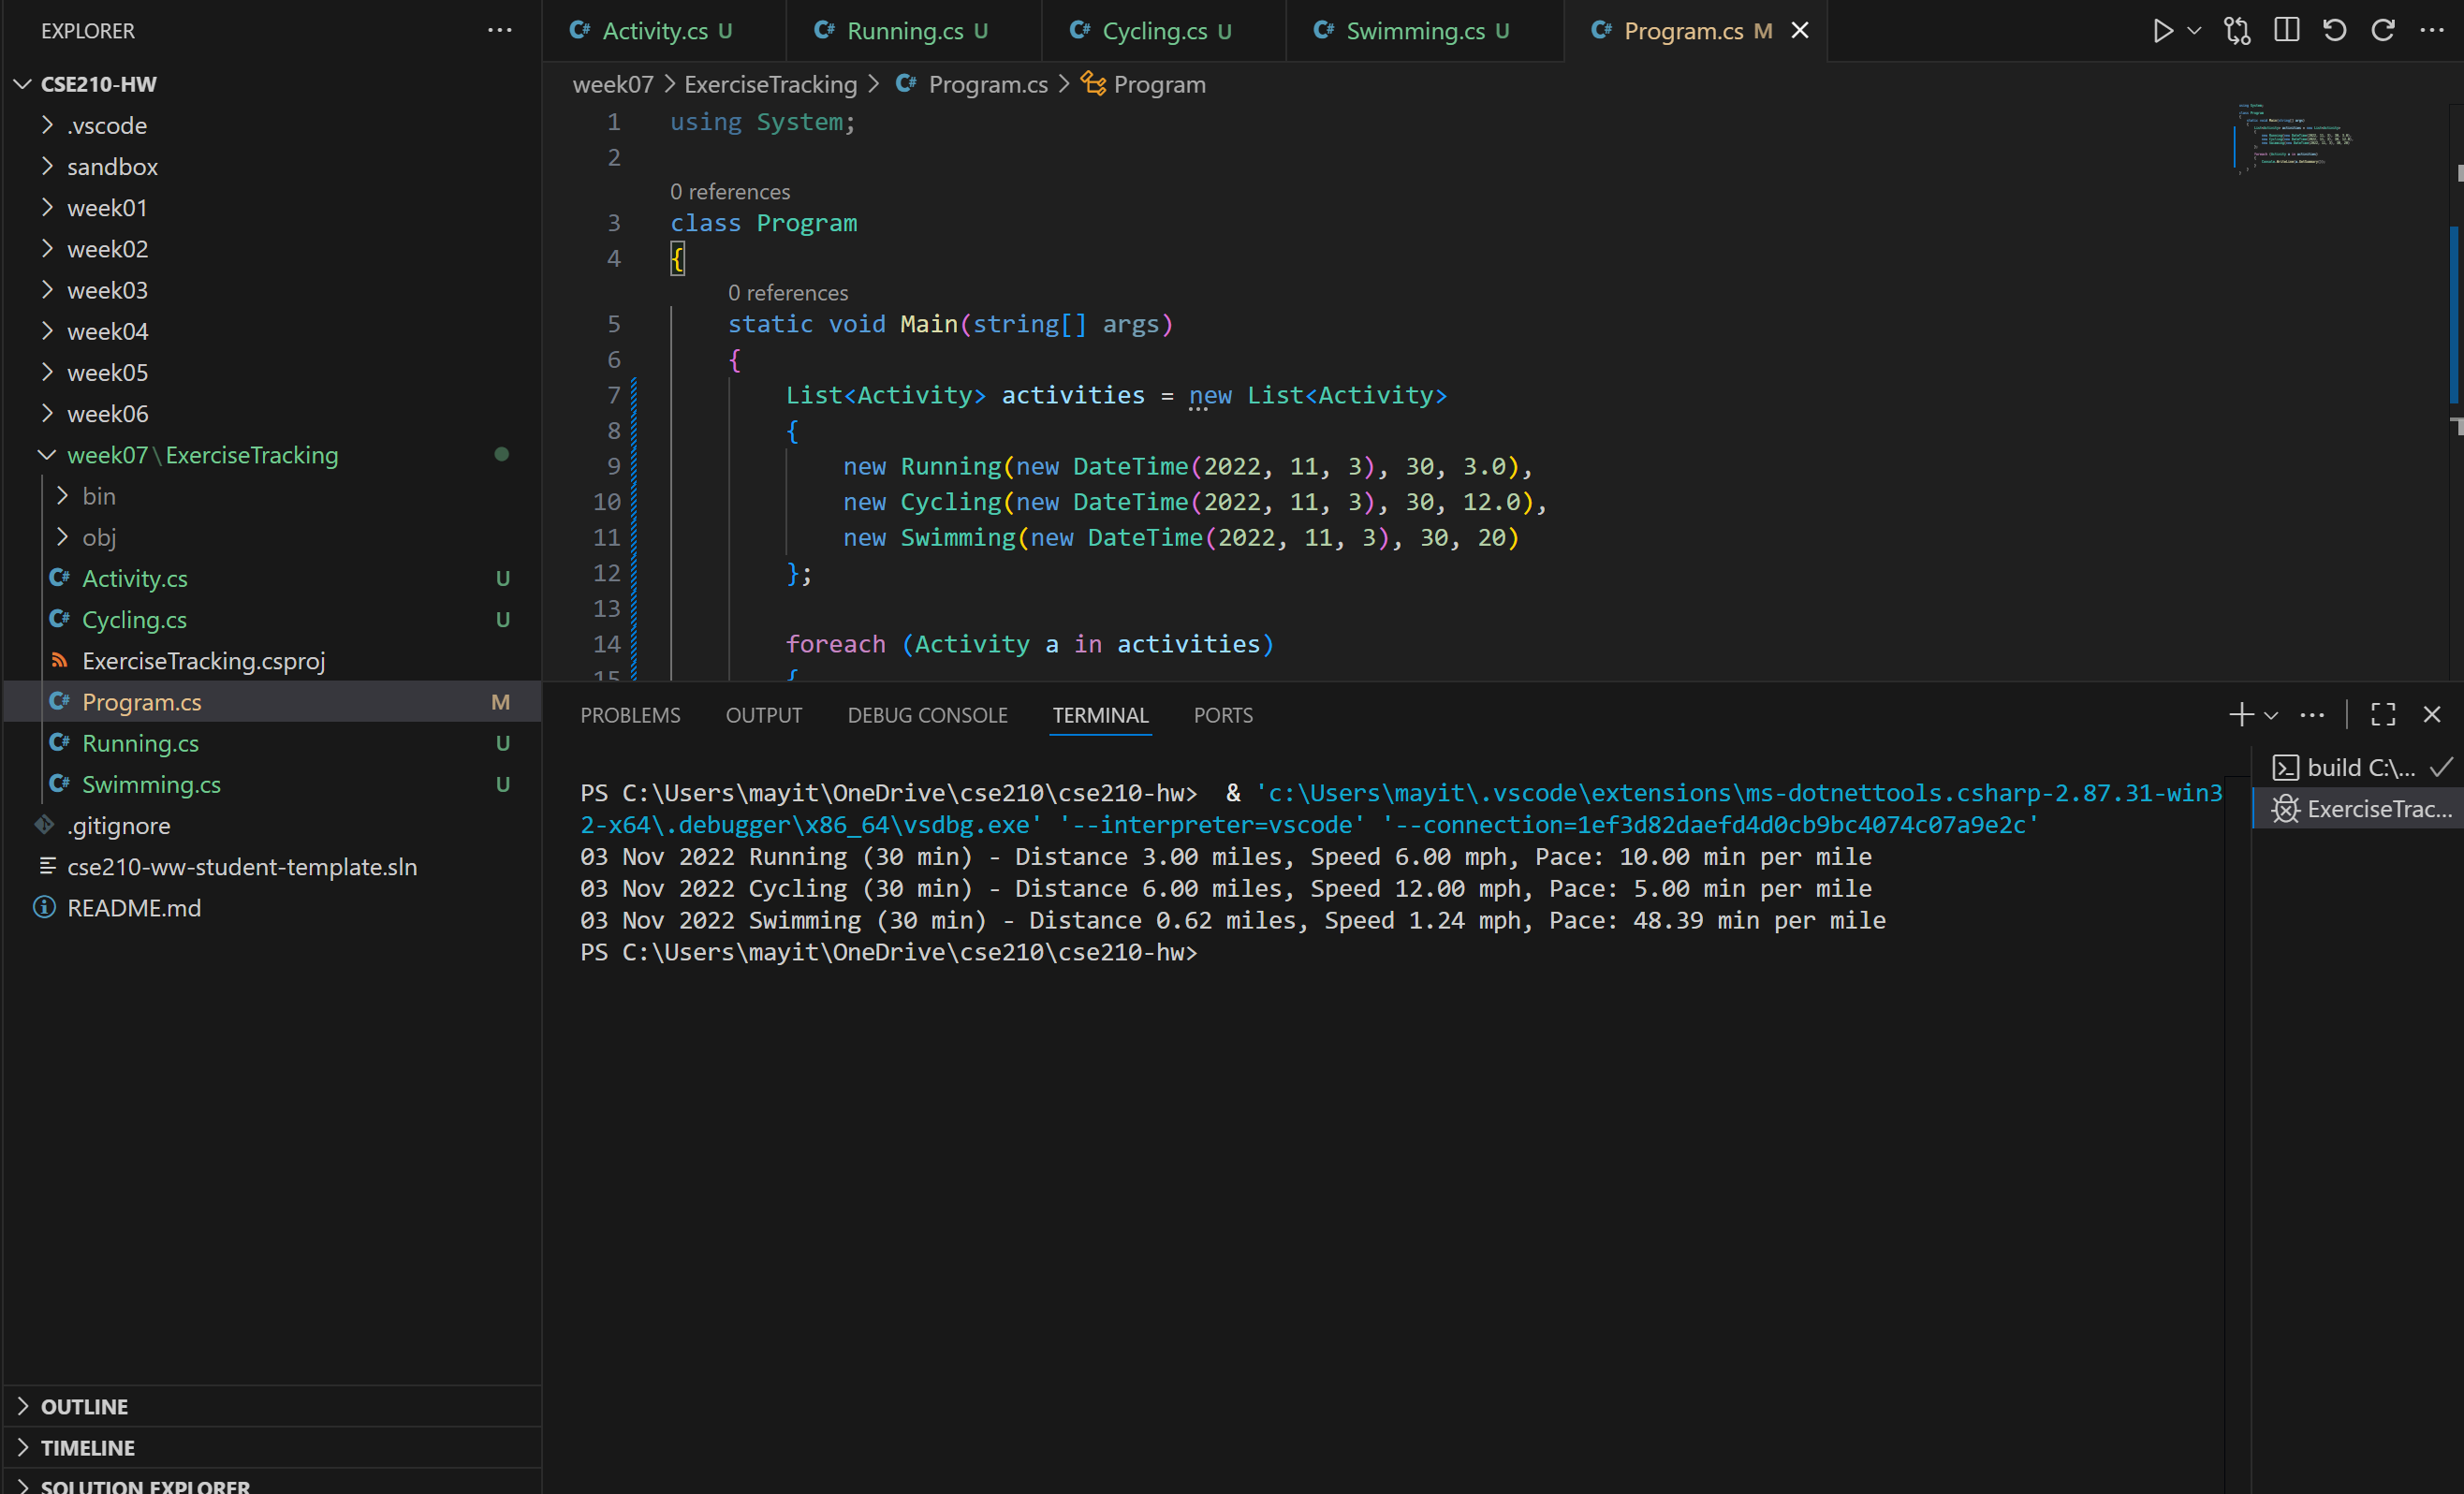 EXPLORER
CSE210-HW
.vscode
sandbox
week01
week02
week03
week04
week05
week06
week07\ExerciseTracking
bin
obj
Activity.cs U
Cycling.cs U
ExerciseTracking.csproj
Program.cs M
Running.cs U
Swimming.cs U
.gitignore
cse210-ww-student-template.sln
README.md
OUTLINE
TIMELINE
SOLUTION EXPLORER
Activity.cs U Running.cs U Cycling.cs U Swimming.cs U Program.cs M
week07 > ExerciseTracking > Program.cs > Program
1 using System;
2
0 references
3 class Program
4 {
0 references
5 static void Main(string[] args)
6 {
7 List<Activity> activities = new List<Activity>
8 {
9 new Running(new DateTime(2022, 11, 3), 30, 3.0),
10 new Cycling(new DateTime(2022, 11, 3), 30, 12.0),
11 new Swimming(new DateTime(2022, 11, 3), 30, 20)
12 };
13
14 foreach (Activity a in activities)
15 {
PROBLEMS OUTPUT DEBUG CONSOLE TERMINAL PORTS
PS C:\Users\mayit\OneDrive\cse210\cse210-hw>  & 'c:\Users\mayit\.vscode\extensions\ms-dotnettools.csharp-2.87.31-win3
2-x64\.debugger\x86_64\vsdbg.exe' '--interpreter=vscode' '--connection=1ef3d82daefd4d0cb9bc4074c07a9e2c'
03 Nov 2022 Running (30 min) - Distance 3.00 miles, Speed 6.00 mph, Pace: 10.00 min per mile
03 Nov 2022 Cycling (30 min) - Distance 6.00 miles, Speed 12.00 mph, Pace: 5.00 min per mile
03 Nov 2022 Swimming (30 min) - Distance 0.62 miles, Speed 1.24 mph, Pace: 48.39 min per mile
PS C:\Users\mayit\OneDrive\cse210\cse210-hw>
build C:\...
ExerciseTrac...